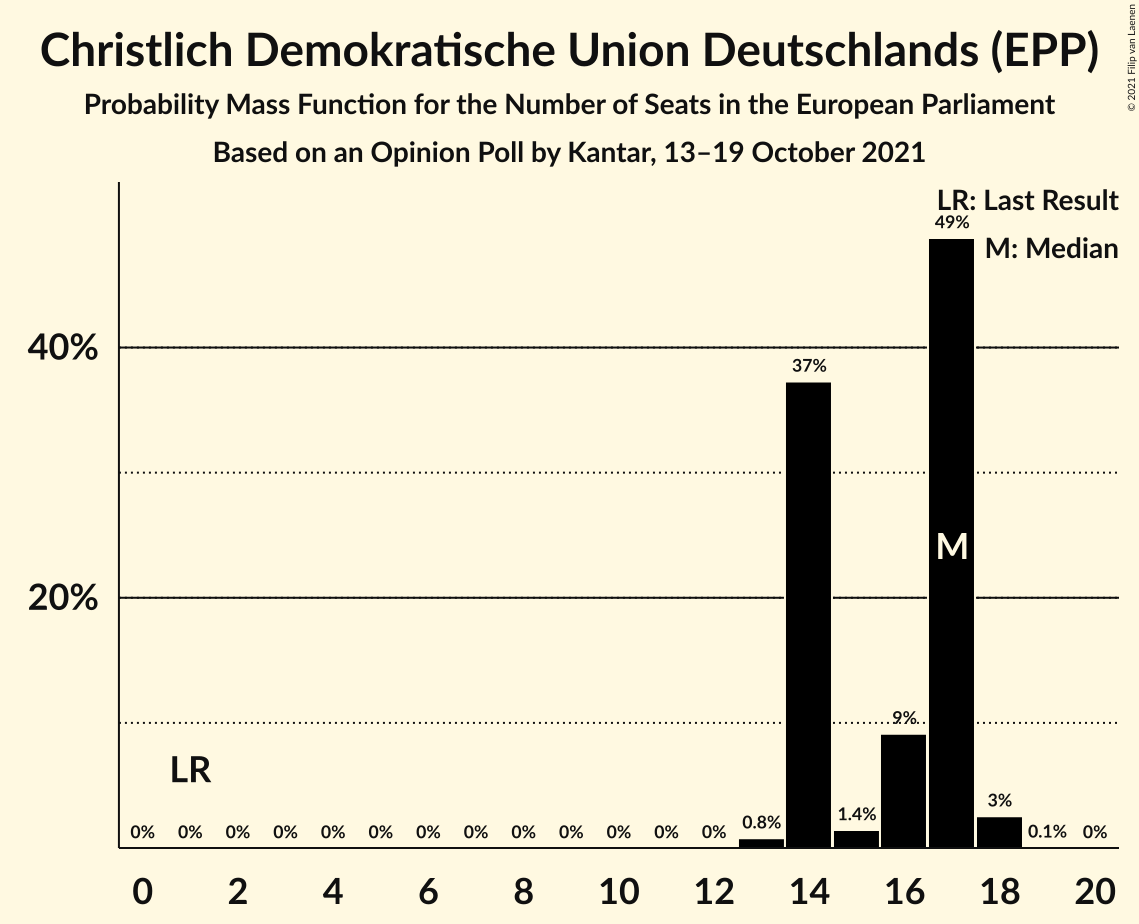 Christlich Demokratische Union Deutschlands (EPP)
Probability Mass Function for the Number of Seats in the European Parliament
Based on an Opinion Poll by Kantar, 13–19 October 2021
© 2021 Filip van Laenen
LR: Last Result
49%
M: Median
40%
37%
M
20%
9%
LR
0% 0% 0% 0% 0% 0% 0% 0% 0% 0% 0% 0% 0% 0.8% 1.4% 3% 0.1% 0%
0 2 4 6 8 10 12 14 16 18 20